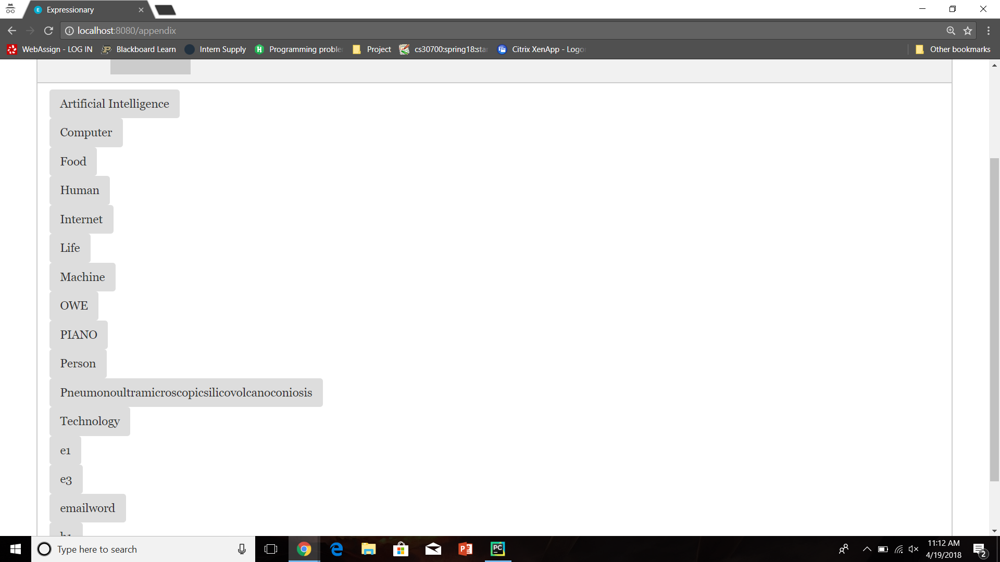 Expressionary
localhost:8080/appendix
WebAssign - LOG IN
Blackboard Learn
Intern Supply
Programming proble
Project
cs30700:spring18:star
Citrix XenApp - Logo
Other bookmarks
Artificial Intelligence
Computer
Food
Human
Internet
Life
Machine
OWE
PIANO
Person
Pneumonoultramicroscopicsilicovolcanoconiosis
Technology
e1
e3
emailword
Type here to search
11:12 AM
4/19/2018
2